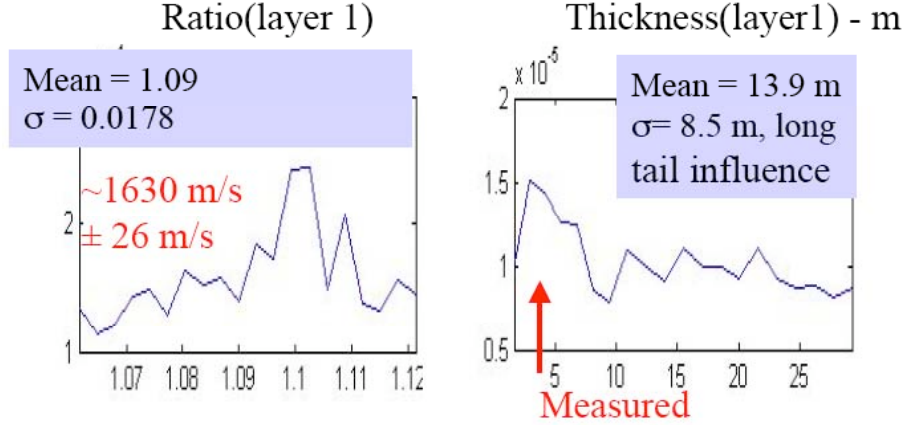 Ratio(layer 1)
Thickness(layer1) - m
Mean = 1.09
σ = 0.0178
~1630 m/s
± 26 m/s
2
1
1.07 1.08 1.09 1.1 1.11 1.12
x 10⁻⁵
Mean = 13.9 m
σ= 8.5 m, long
tail influence
2
1.5
1
0.5
5 10 15 20 25
Measured